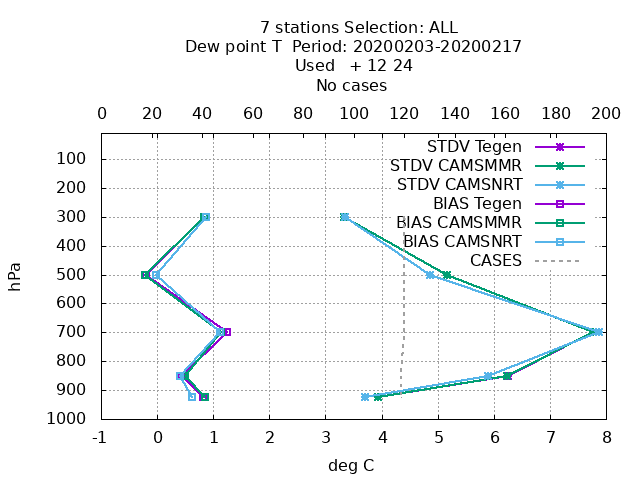 7 stations Selection: ALL
Dew point T  Period: 20200203-20200217
Used   + 12 24
No cases
0 20 40 60 80 100 120 140 160 180 200
STDV Tegen
STDV CAMSMMR
STDV CAMSNRT
BIAS Tegen
BIAS CAMSMMR
BIAS CAMSNRT
CASES
100
200
300
400
500
600
700
800
900
1000
hPa
-1 0 1 2 3 4 5 6 7 8
deg C